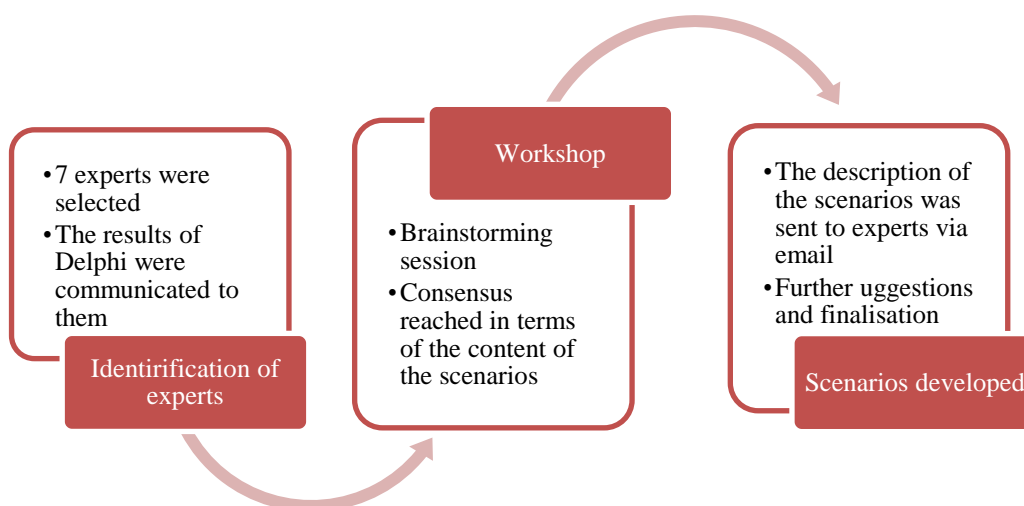 •7 experts were
selected
•The results of
Delphi were
communicated to
them
Identirification of
experts
Workshop
•Brainstorming
session
•Consensus
reached in terms
of the content of
the scenarios
•The description of
the scenarios was
sent to experts via
email
•Further uggestions
and finalisation
Scenarios developed